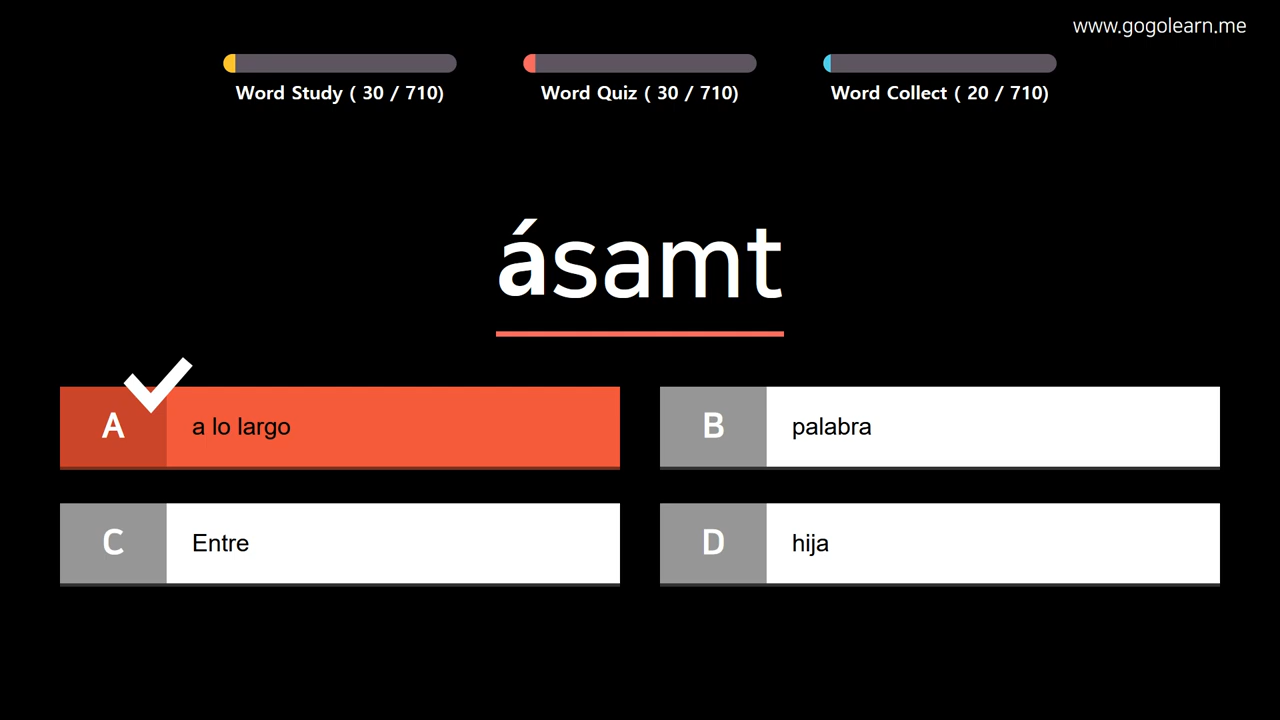 www.gogolearn.me
Word Study ( 30 / 710)
Word Quiz ( 30 / 710)
Word Collect ( 20 / 710)
ásamt
A a lo largo
B palabra
C Entre
D hija